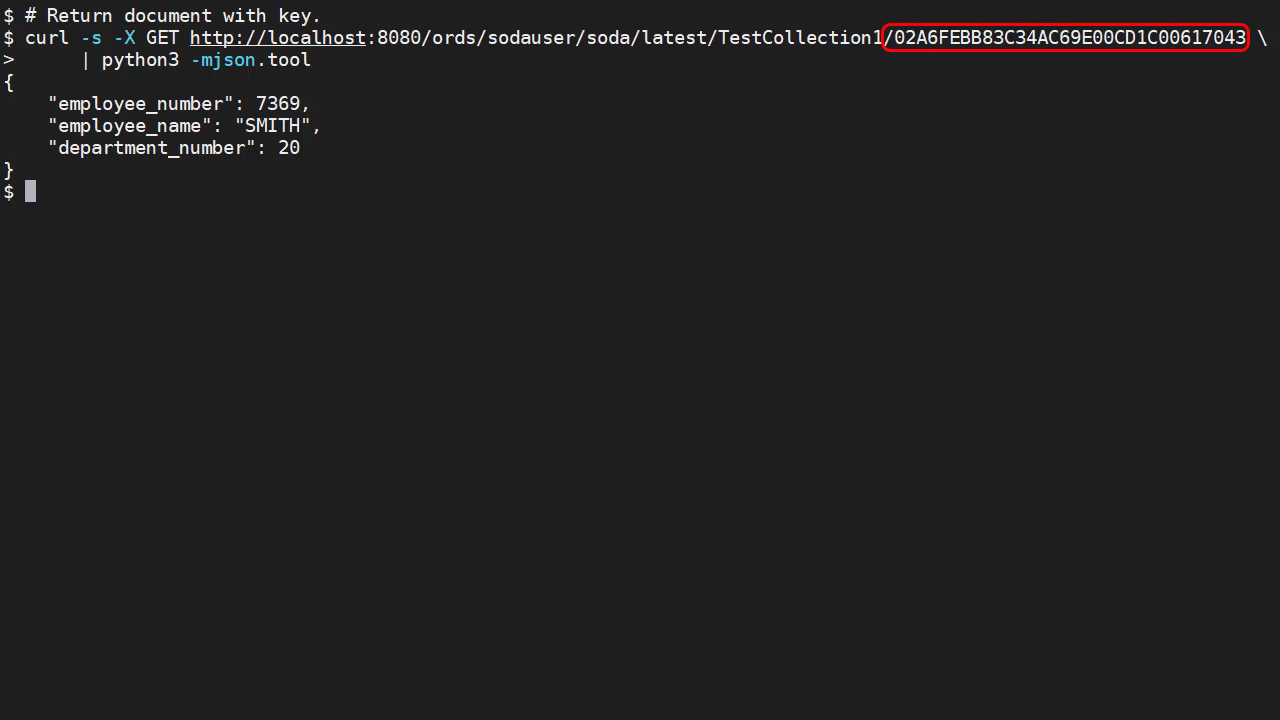 $ # Return document with key.
$ curl -s -X GET http://localhost:8080/ords/sodauser/soda/latest/TestCollection1/02A6FEBB83C34AC69E00CD1C00617043 \
>      | python3 -mjson.tool
{
    "employee_number": 7369,
    "employee_name": "SMITH",
    "department_number": 20
}
$